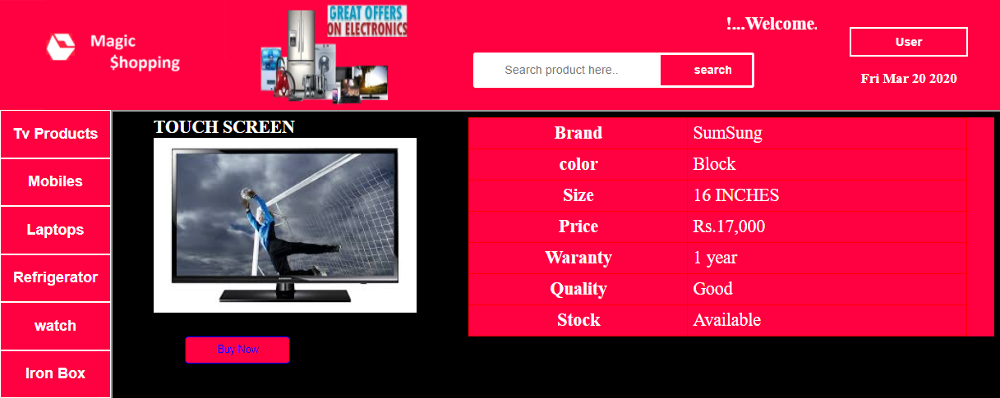 Magic
$hopping
GREAT OFFERS
ON ELECTRONICS
!...Welcome.
User
Search product here..
search
Fri Mar 20 2020
Tv Products
Mobiles
Laptops
Refrigerator
watch
Iron Box
TOUCH SCREEN
Buy Now
Brand SumSung
color Block
Size 16 INCHES
Price Rs.17,000
Waranty 1 year
Quality Good
Stock Available